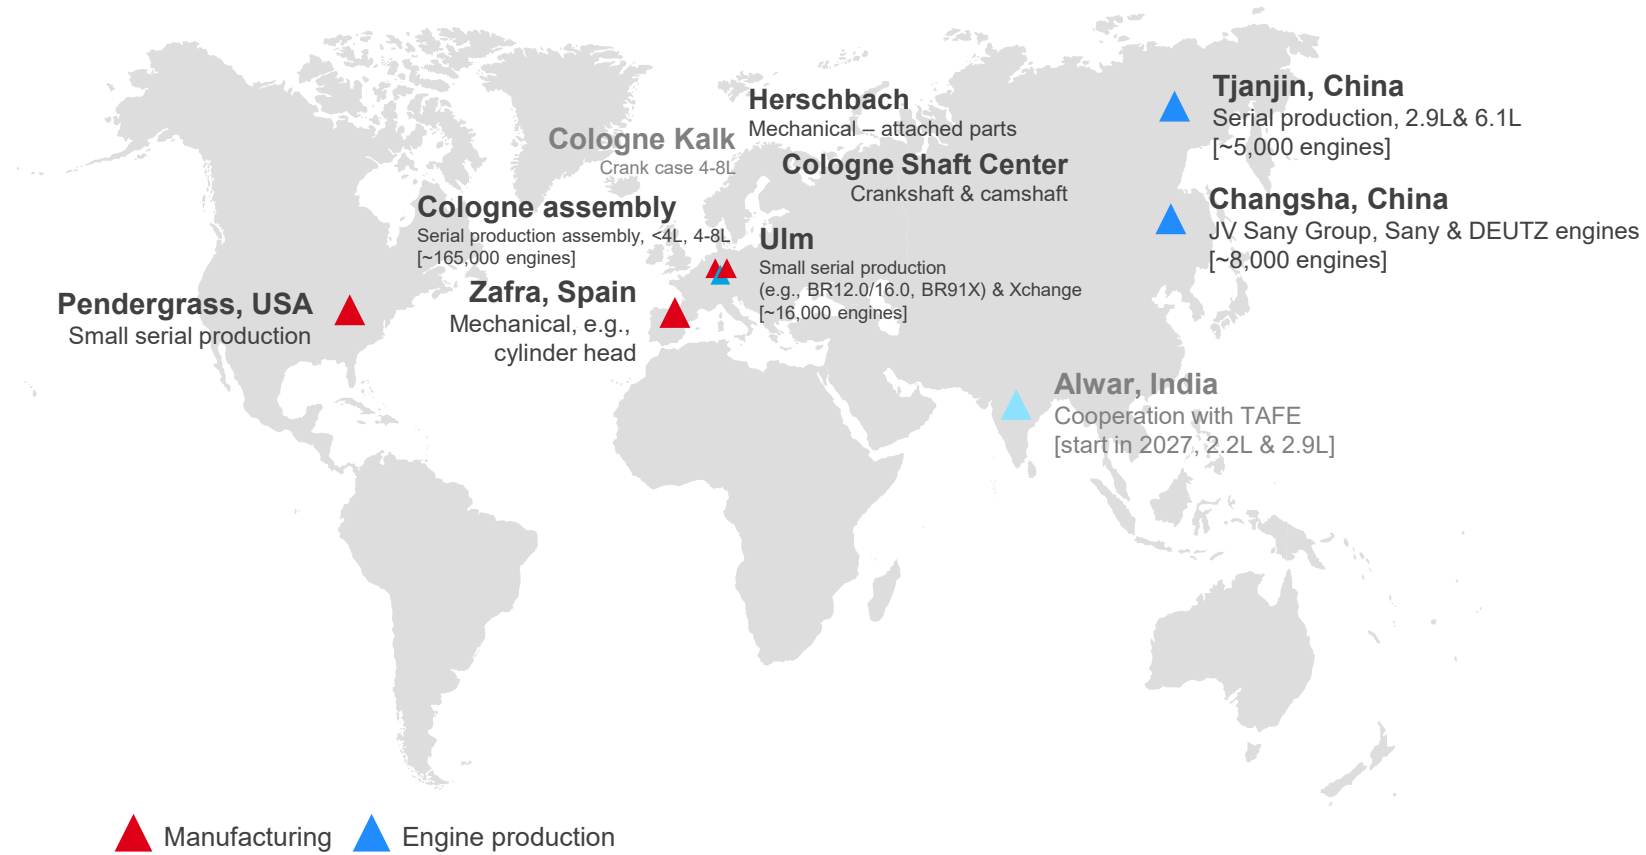 Herschbach
Mechanical – attached parts
Cologne Kalk
Crank case 4-8L
Cologne Shaft Center
Crankshaft & camshaft
Cologne assembly
Serial production assembly, <4L, 4-8L
[~165,000 engines]
Ulm
Small serial production
(e.g., BR12.0/16.0, BR91X) & Xchange
[~16,000 engines]
Zafra, Spain
Mechanical, e.g.,
cylinder head
Pendergrass, USA
Small serial production
Tjanjin, China
Serial production, 2.9L& 6.1L
[~5,000 engines]
Changsha, China
JV Sany Group, Sany & DEUTZ engines
[~8,000 engines]
Alwar, India
Cooperation with TAFE
[start in 2027, 2.2L & 2.9L]
Manufacturing
Engine production